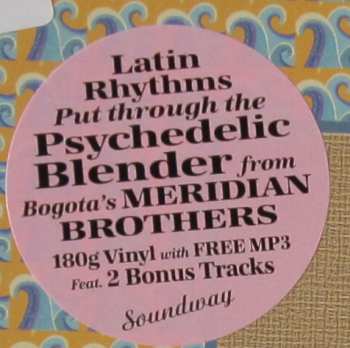 Latin
Rhythms
Put through the
Psychedelic
Blender from
Bogota's MERIDIAN
BROTHERS
180g Vinyl with FREE MP3
Feat. 2 Bonus Tracks
Soundway